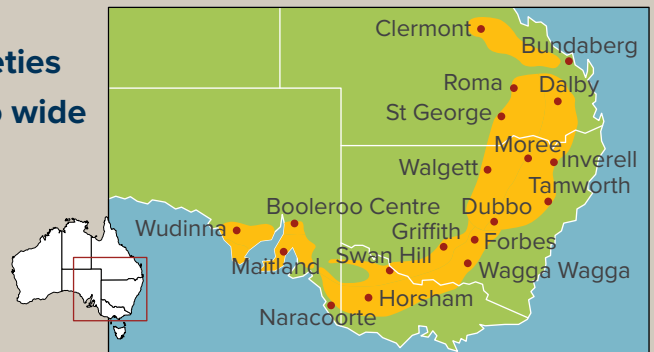 eties
wide
Clermont
Bundaberg
Roma
Dalby
St George
Moree
Walgett
Inverell
Tamworth
Booleroo Centre
Dubbo
Wudinna
Griffith
Forbes
Maitland
Swan Hill
Wagga Wagga
Horsham
Naracoorte